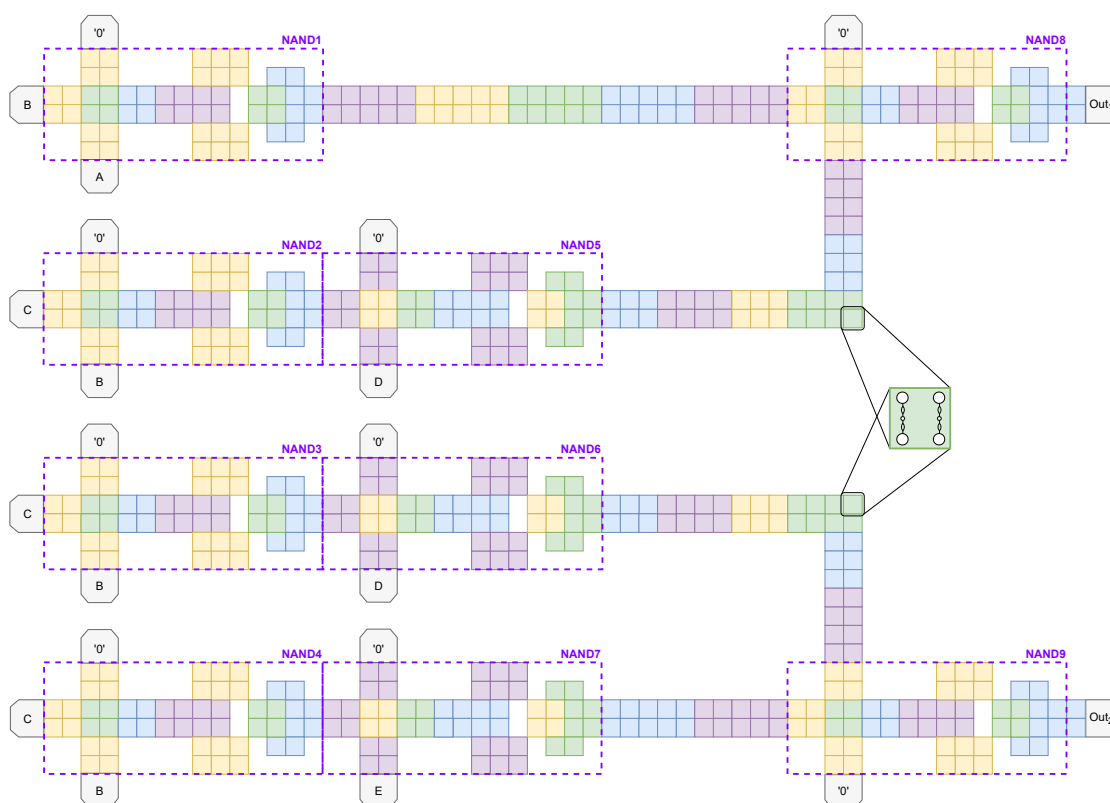 '0'
'0'
NAND1
NAND8
B
Out
A
'0'
'0'
NAND2
NAND5
C
B
D
'0'
'0'
NAND3
NAND6
C
B
D
'0'
'0'
NAND4
NAND7
NAND9
C
Out
B
E
'0'